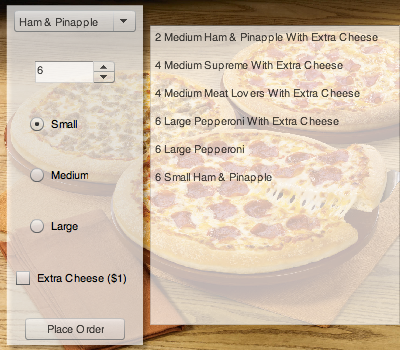 Ham & Pinapple
6
Small
Medium
Large
Extra Cheese ($1)
Place Order
2 Medium Ham & Pinapple With Extra Cheese
4 Medium Supreme With Extra Cheese
4 Medium Meat Lovers With Extra Cheese
6 Large Pepperoni With Extra Cheese
6 Large Pepperoni
6 Small Ham & Pinapple